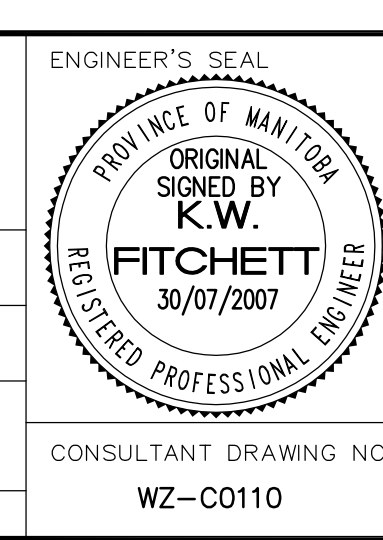 ENGINEER'S SEAL
PROVINCE OF MANITOBA
ORIGINAL
SIGNED BY
K.W.
FITCHETT
30/07/2007
REGISTERED PROFESSIONAL ENGINEER
CONSULTANT DRAWING NO
WZ-C0110